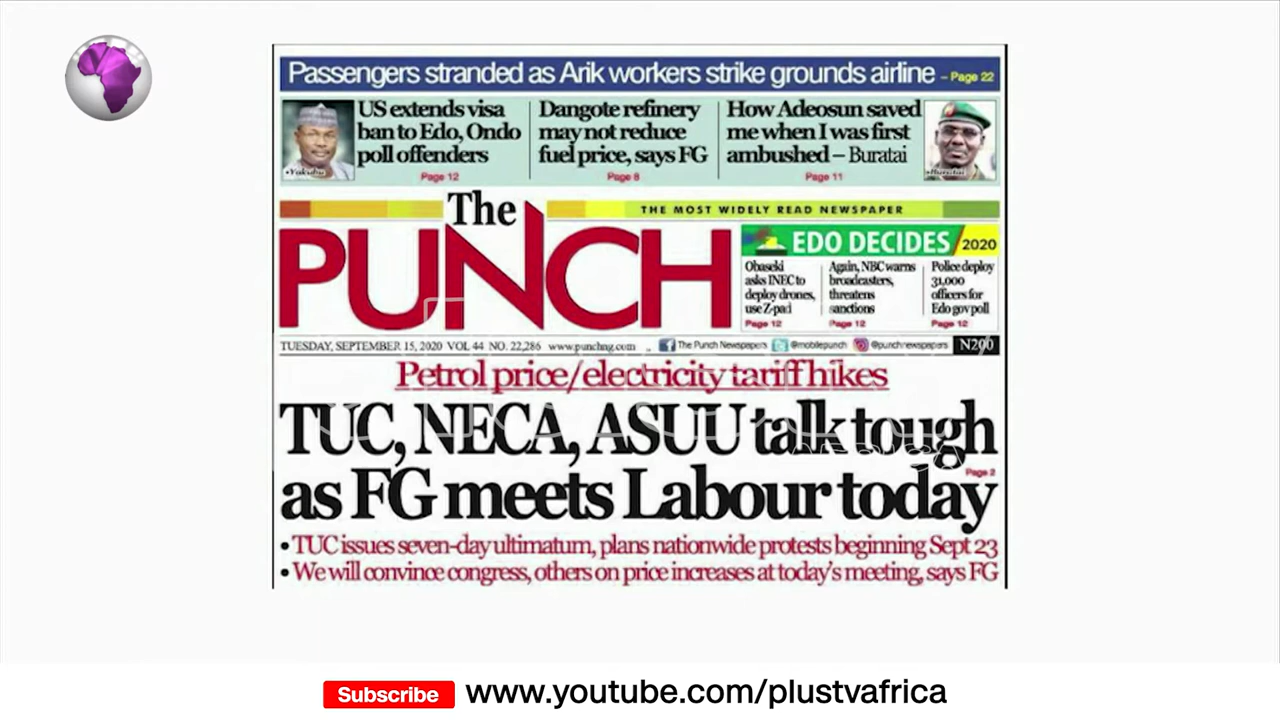 Passengers stranded as Arik workers strike grounds airline – Page 22
US extends visa
ban to Edo, Ondo
poll offenders
Page 12
•Yakubu
Dangote refinery
may not reduce
fuel price, says FG
Page 8
How Adeosun saved
me when I was first
ambushed – Buratai
Page 11
•Buratai
The
PUNCH
THE MOST WIDELY READ NEWSPAPER
EDO DECIDES 2020
Obaseki
asks INEC to
deploy drones,
use Z-pad
Page 12
Again, NBC warns
broadcasters,
threatens
sanctions
Page 12
Police deploy
31,000
officers for
Edo gov poll
Page 12
TUESDAY, SEPTEMBER 15, 2020 VOL 44 NO. 22,286 www.punchng.com The Punch Newspapers @mobilepunch @punchnewspapers N200
Petrol price/electricity tariff hikes
TUC, NECA, ASUU talk tough
Page 2
as FG meets Labour today
• TUC issues seven-day ultimatum, plans nationwide protests beginning Sept 23
• We will convince congress, others on price increases at today's meeting, says FG
Subscribe www.youtube.com/plustvafrica